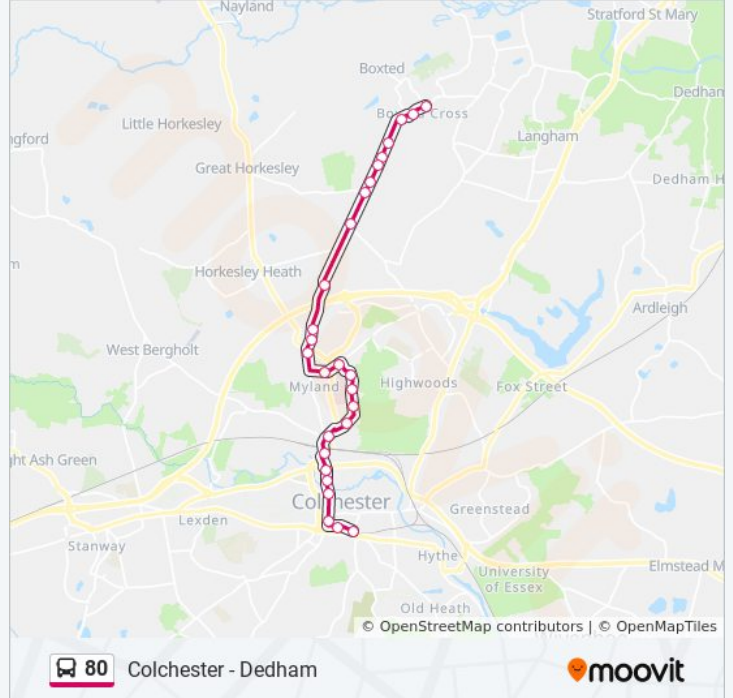 Nayland
Stratford St Mary
Boxted
Dedham
Little Horkesley
Cross
Langham
ngford
Great Horkesley
Dedham H
m
Horkesley Heath
Ardleigh
West Bergholt
Myland
Highwoods
Fox Street
ght Ash Green
Colchester
Greenstead
Lexden
Stanway
Hythe
University
of Essex
Elmstead M
Old Heath
© OpenStreetMap contributors | © OpenMapTiles
80 Colchester - Dedham
moovit